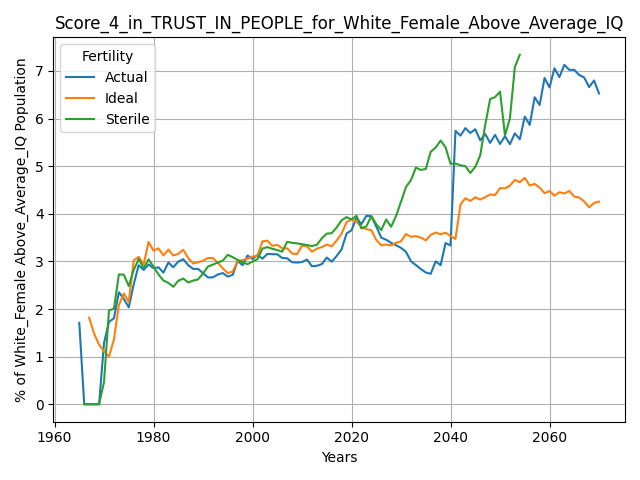 Score_4_in_TRUST_IN_PEOPLE_for_White_Female_Above_Average_IQ
Fertility
Actual
Ideal
Sterile
% of White_Female Above_Average_IQ Population
7
6
5
4
3
2
1
0
1960 1980 2000 2020 2040 2060
Years